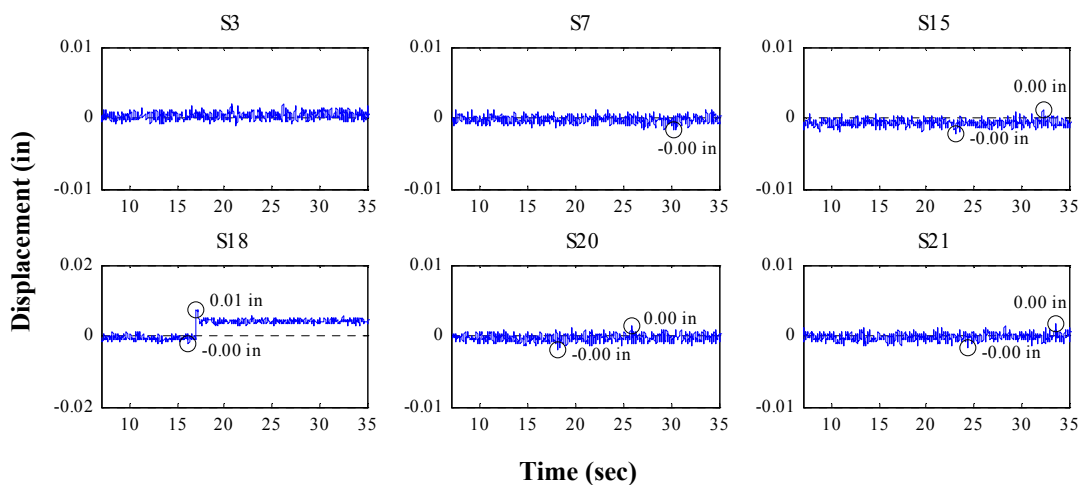 S3 S7 S15
0.01 0.01 0.01
0.00 in
0 0 0
-0.00 in -0.00 in
-0.01 -0.01 -0.01
10 15 20 25 30 35 10 15 20 25 30 35 10 15 20 25 30 35
Displacement (in)
S18 S20 S21
0.02 0.01 0.01
0.01 in 0.00 in 0.00 in
0 0 0
-0.00 in -0.00 in -0.00 in
-0.02 -0.01 -0.01
10 15 20 25 30 35 10 15 20 25 30 35 10 15 20 25 30 35
Time (sec)